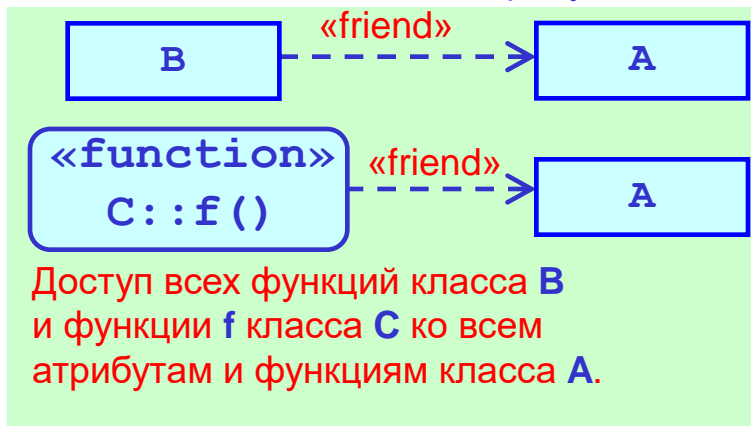 «friend»
B
A
«function»
C::f()
«friend»
A
Доступ всех функций класса B
и функции f класса C ко всем
атрибутам и функциям класса A.